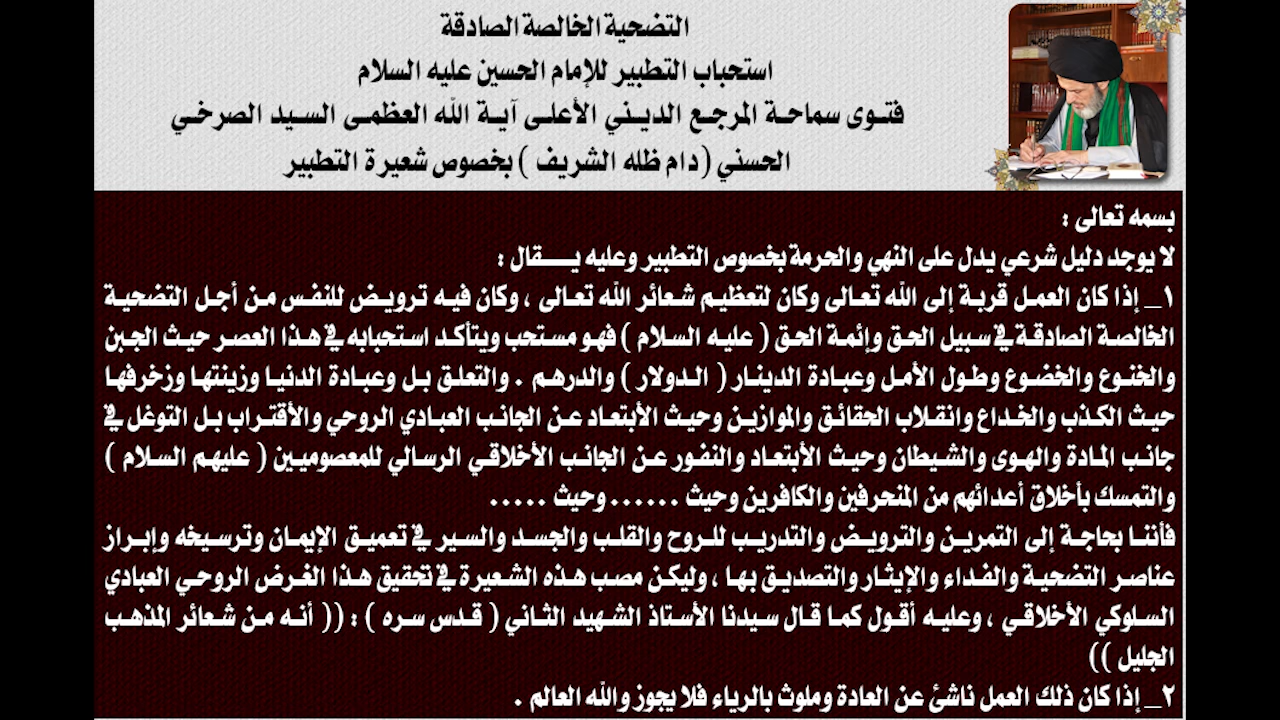 التضحية الخالصة الصادقة
استحباب التطبير للإمام الحسين عليه السلام
فتوى سماحة المرجع الديني الأعلى آية الله العظمى السيد الصرخي
الحسني (دام ظله الشريف ) بخصوص شعيرة التطبير
بسمه تعالى :
لا يوجد دليل شرعي يدل على النهي والحرمة بخصوص التطبير وعليه يقال :
١_ إذا كان العمل قربة إلى الله تعالى وكان لتعظيم شعائر الله تعالى ، وكان فيه ترويض للنفس من أجل التضحية
الخالصة الصادقة في سبيل الحق وإئمة الحق ( عليه السلام ) فهو مستحب ويتأكد استحبابه في هذا العصر حيث الجبن
والخنوع والخضوع وطول الأمل وعبادة الدينار ( الدولار ) والدرهم . والتعلق بل وعبادة الدنيا وزينتها وزخرفها
حيث الكذب والخداع وانقلاب الحقائق والموازين وحيث الأبتعاد عن الجانب العبادي الروحي والأقتراب بل التوغل في
جانب المادة والهوى والشيطان وحيث الأبتعاد والنفور عن الجانب الأخلاقي الرسالي للمعصوميين ( عليهم السلام )
والتمسك بأخلاق أعدائهم من المنحرفين والكافرين وحيث ...... وحيث .....
فأننا بحاجة إلى التمرين والترويض والتدريب للروح والقلب والجسد والسير في تعميق الإيمان وترسيخه وإبراز
عناصر التضحية والفداء والإيثار والتصديق بها ، وليكن مصب هذه الشعيرة في تحقيق هذا الغرض الروحي العبادي
السلوكي الأخلاقي ، وعليه أقول كما قال سيدنا الأستاذ الشهيد الثاني ( قدس سره ) : (( أنه من شعائر المذهب
الجليل ))
٢_ إذا كان ذلك العمل ناشئ عن العادة وملوث بالرياء فلا يجوز والله العالم .